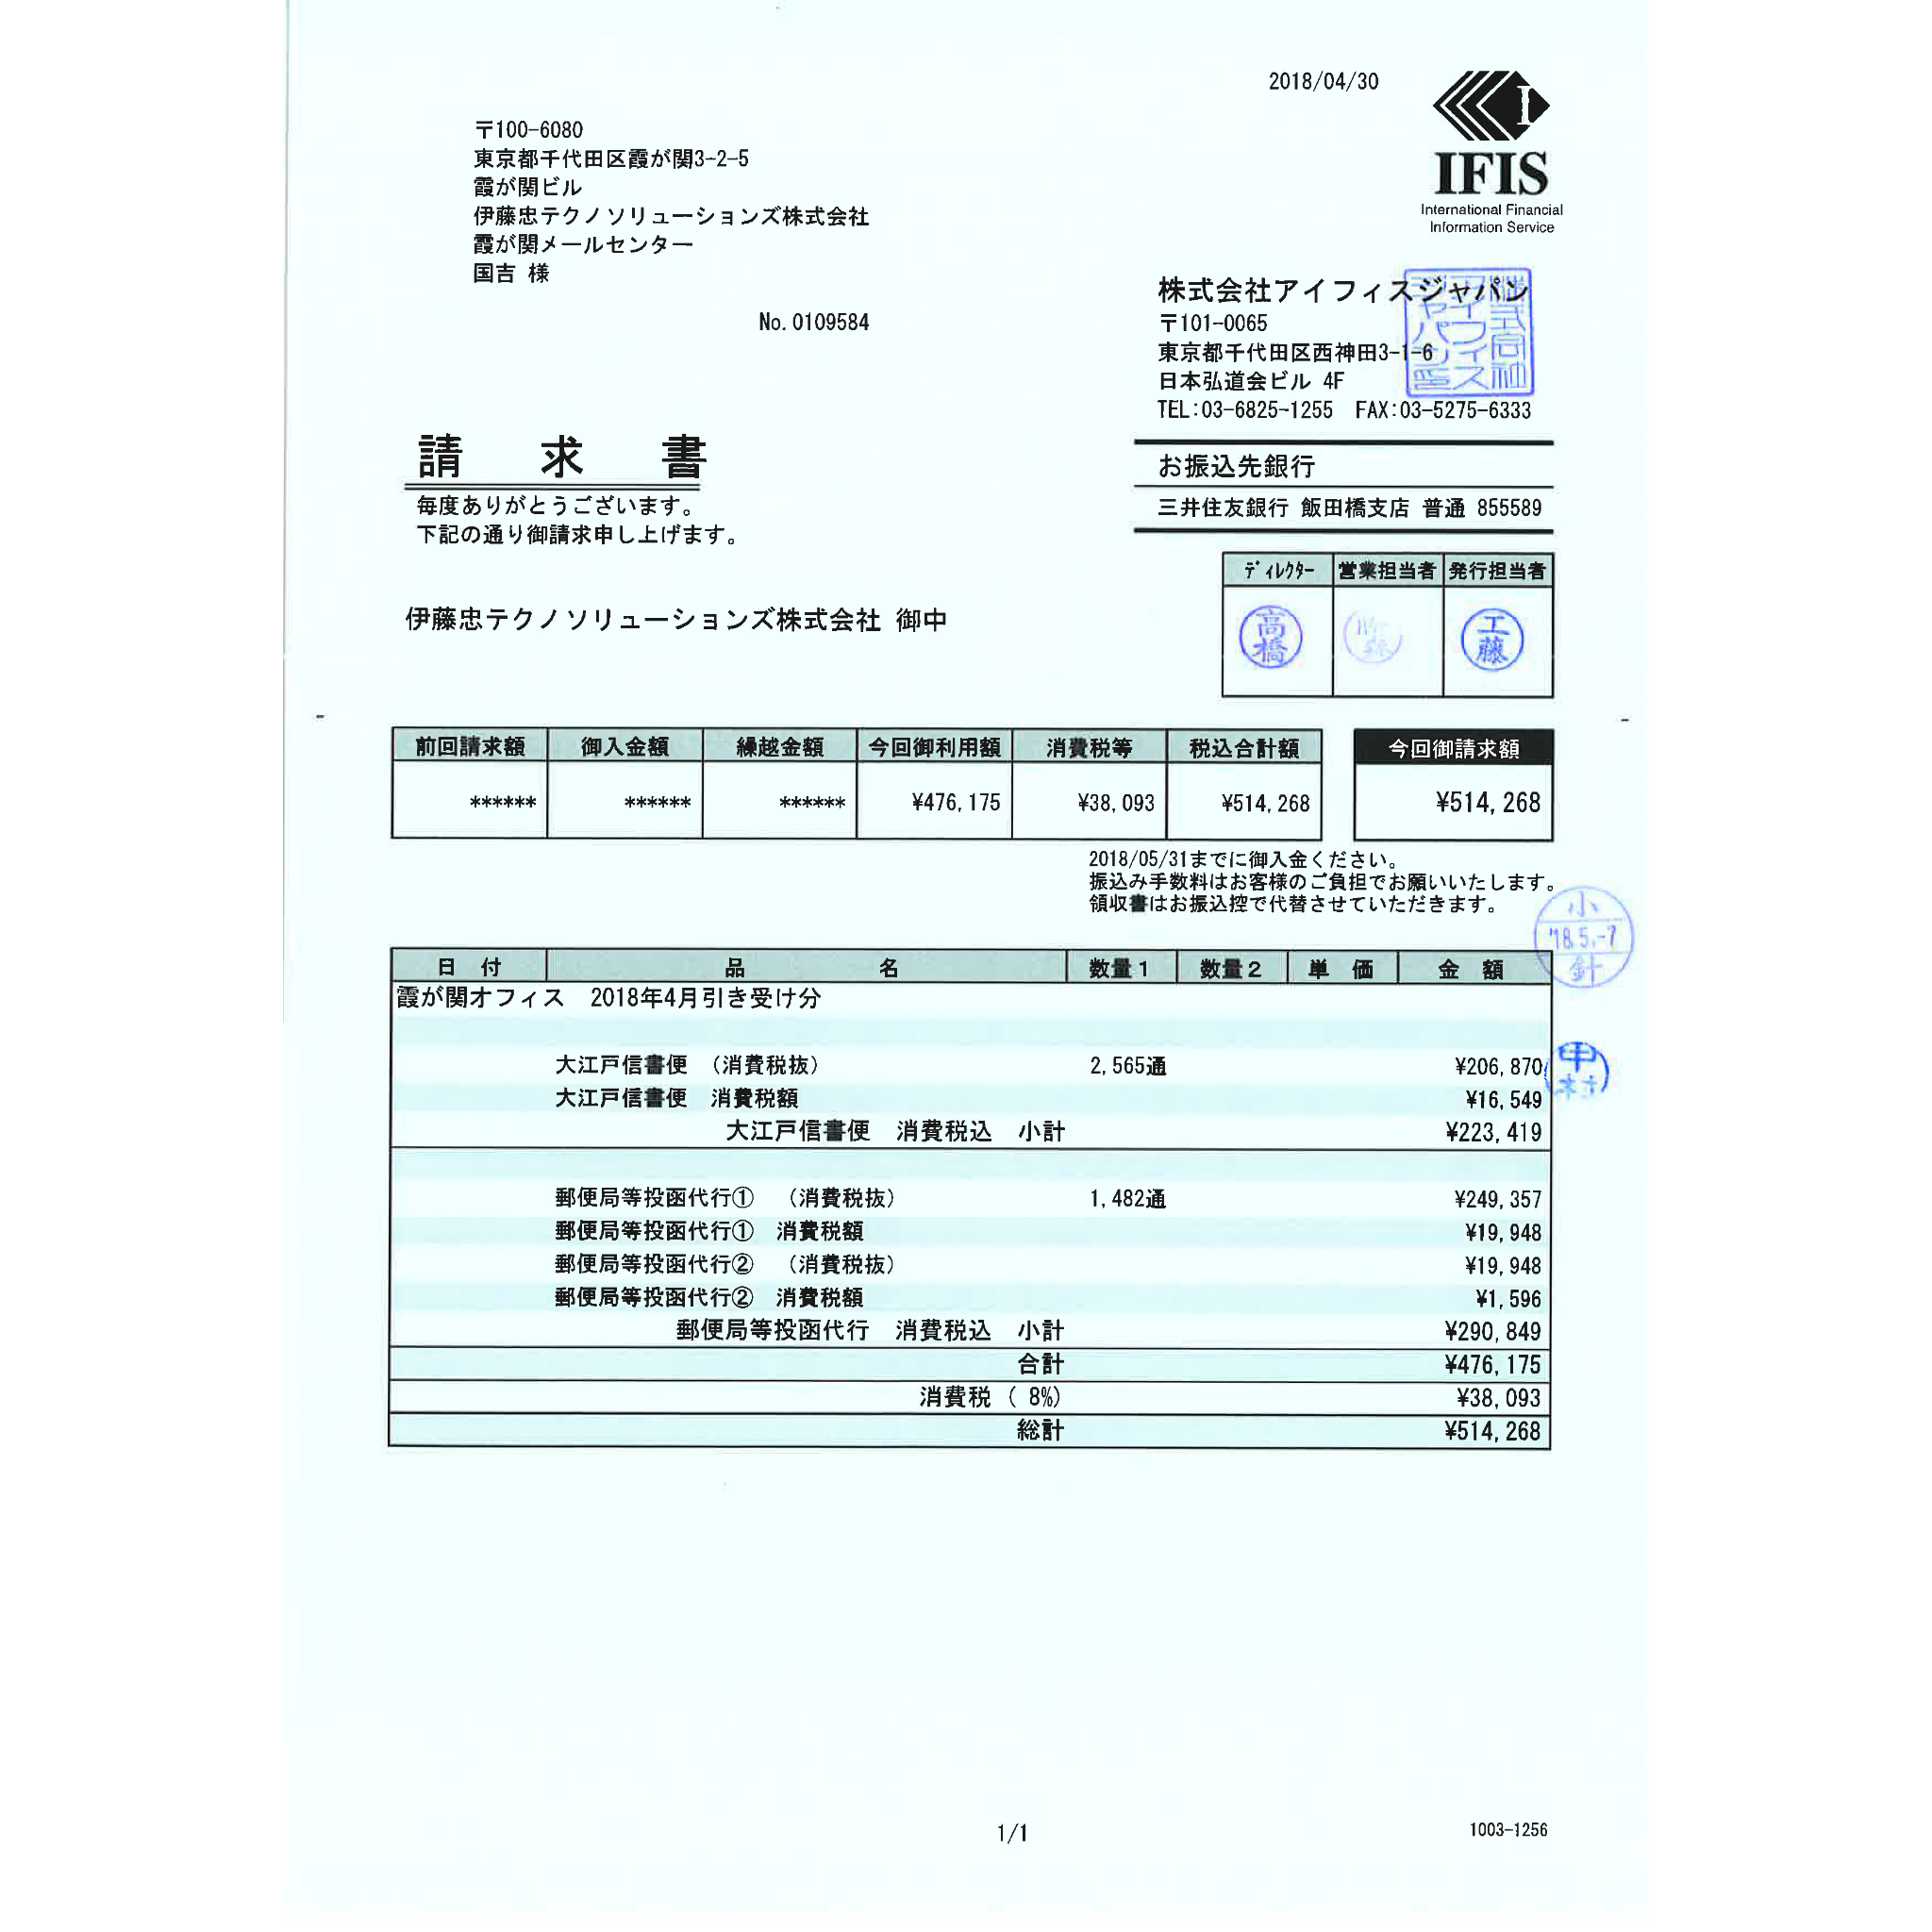 2018/04/30
IFIS
International Financial
Information Service
〒100-6080
東京都千代田区霞が関3-2-5
霞が関ビル
伊藤忠テクノソリューションズ株式会社
霞が関メールセンター
国吉 様
No. 0109584
株式会社アイフィスジャパン
〒101-0065
東京都千代田区西神田3-1-6
日本弘道会ビル 4F
TEL:03-6825-1255 FAX:03-5275-6333
請 求 書
毎度ありがとうございます。
下記の通り御請求申し上げます。
お振込先銀行
三井住友銀行 飯田橋支店 普通 855589
ﾃﾞｨﾚｸﾀｰ 営業担当者 発行担当者
高橋 工藤
伊藤忠テクノソリューションズ株式会社 御中
前回請求額 御入金額 繰越金額 今回御利用額 消費税等 税込合計額 今回御請求額
****** ****** ****** ¥476,175 ¥38,093 ¥514,268 ¥514,268
2018/05/31までに御入金ください。
振込み手数料はお客様のご負担でお願いいたします。
領収書はお振込控で代替させていただきます。
小 '18.5.-7 針
日 付 品 名 数量1 数量2 単 価 金 額
霞が関オフィス 2018年4月引き受け分
大江戸信書便 （消費税抜） 2,565通 ¥206,870
中村
大江戸信書便 消費税額 ¥16,549
大江戸信書便 消費税込 小計 ¥223,419
郵便局等投函代行① （消費税抜） 1,482通 ¥249,357
郵便局等投函代行① 消費税額 ¥19,948
郵便局等投函代行② （消費税抜） ¥19,948
郵便局等投函代行② 消費税額 ¥1,596
郵便局等投函代行 消費税込 小計 ¥290,849
合計 ¥476,175
消費税 ( 8%) ¥38,093
総計 ¥514,268
1/1
1003-1256